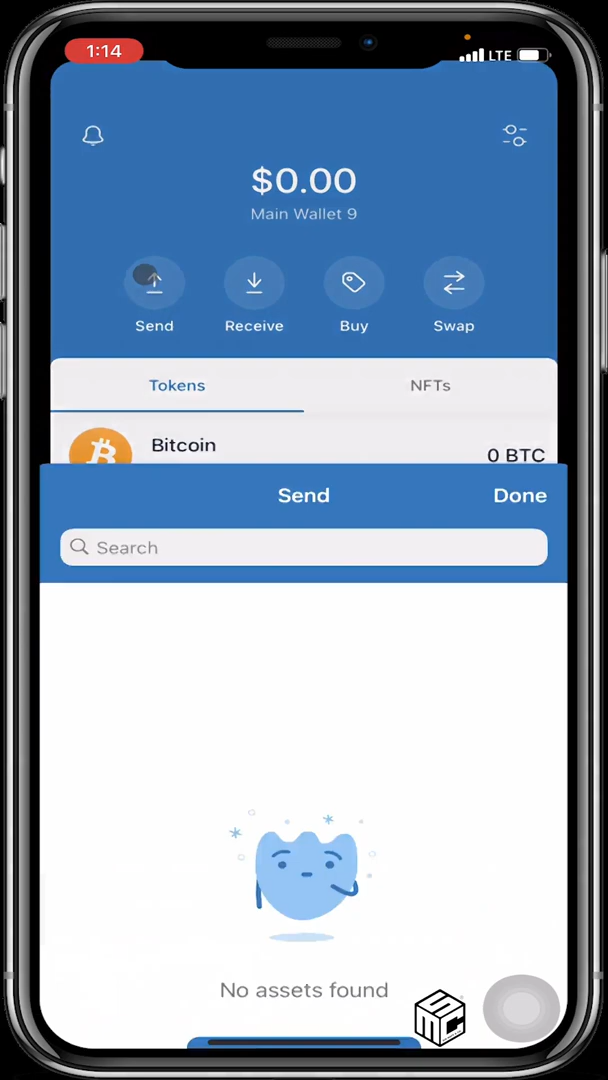 1:14
LTE
$0.00
Main Wallet 9
Send
Receive
Buy
Swap
Tokens
NFTs
Bitcoin
0 BTC
Send
Done
Search
No assets found